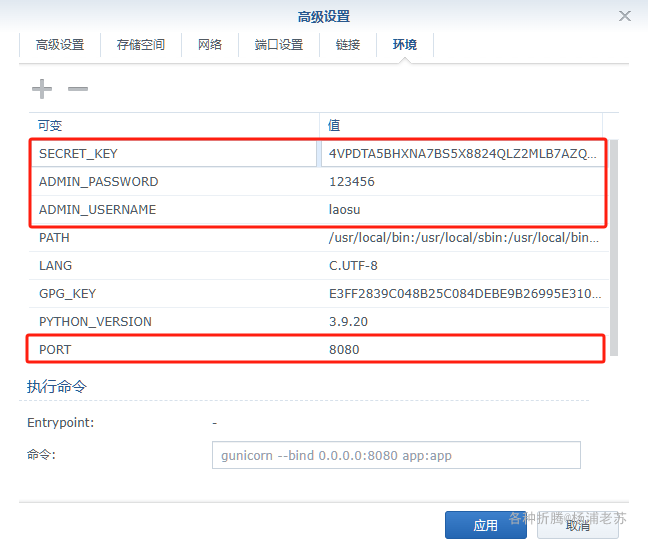 高级设置
高级设置 存储空间 网络 端口设置 链接 环境
可变 值
SECRET_KEY 4VPDTA5BHXNA7BS5X8824QLZ2MLB7AZQ...
ADMIN_PASSWORD 123456
ADMIN_USERNAME laosu
PATH /usr/local/bin:/usr/local/sbin:/usr/local/bin...
LANG C.UTF-8
GPG_KEY E3FF2839C048B25C084DEBE9B26995E310...
PYTHON_VERSION 3.9.20
PORT 8080
执行命令
Entrypoint: -
命令: gunicorn --bind 0.0.0.0:8080 app:app
应用 取消
各种折腾@杨浦老苏